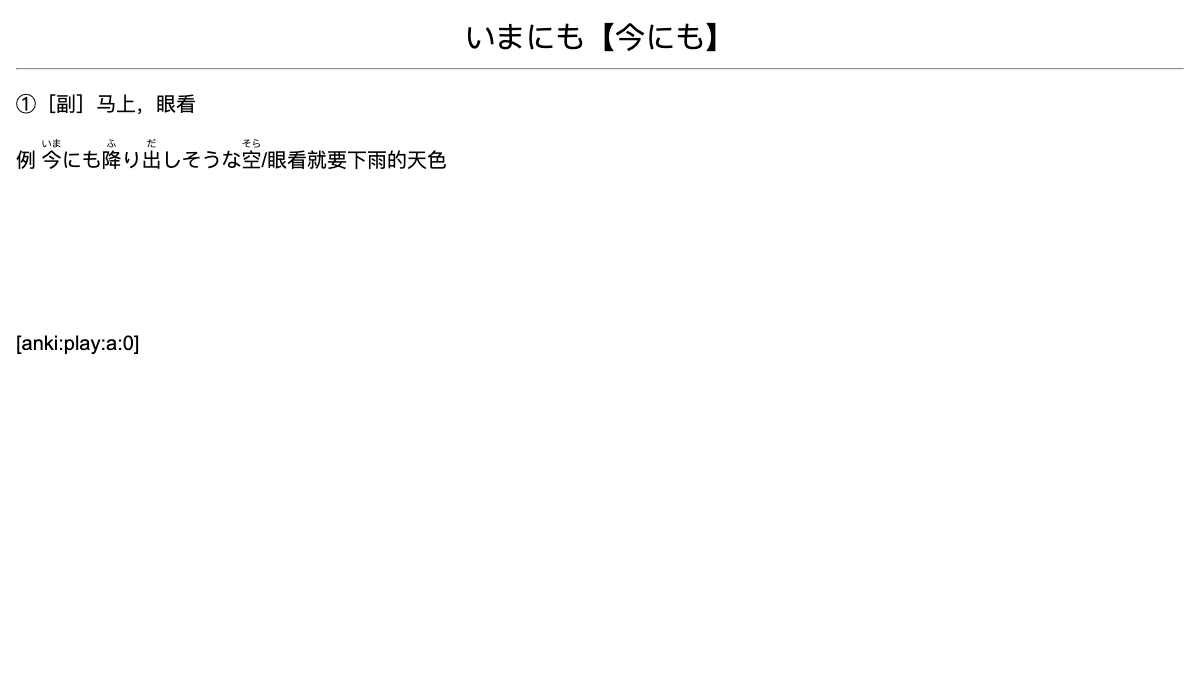 いまにも【今にも】
①［副］马上，眼看
例 今にも降り出しそうな空/眼看就要下雨的天色
いま ふ だ そら
[anki:play:a:0]